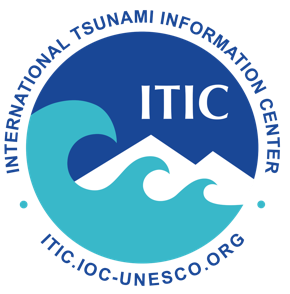 INTERNATIONAL TSUNAMI INFORMATION CENTER
ITIC
ITIC.IOC-UNESCO.ORG